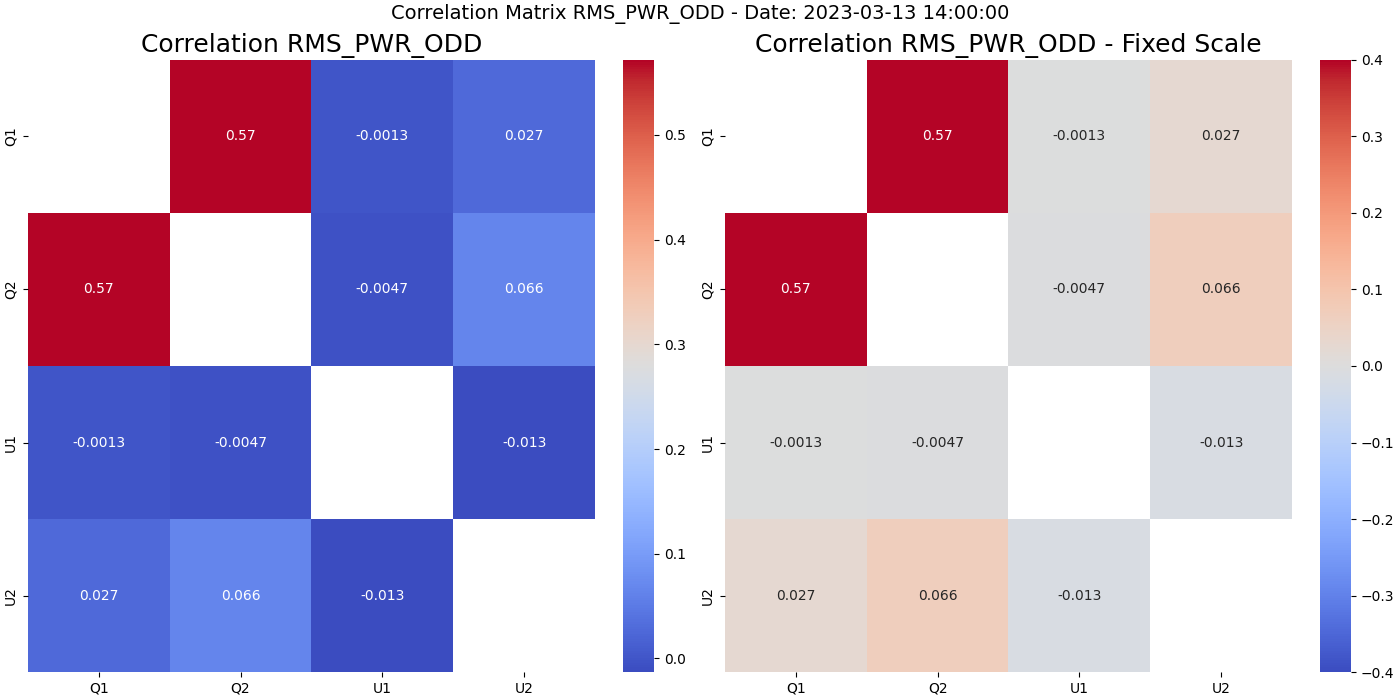 Correlation Matrix RMS_PWR_ODD - Date: 2023-03-13 14:00:00
Correlation RMS_PWR_ODD
Q1
0.57
-0.0013
0.027
Q2
0.57
-0.0047
0.066
U1
-0.0013
-0.0047
-0.013
U2
0.027
0.066
-0.013
Q1
Q2
U1
U2
0.5
0.4
0.3
0.2
0.1
0.0
Correlation RMS_PWR_ODD - Fixed Scale
Q1
0.57
-0.0013
0.027
Q2
0.57
-0.0047
0.066
U1
-0.0013
-0.0047
-0.013
U2
0.027
0.066
-0.013
Q1
Q2
U1
U2
0.4
0.3
0.2
0.1
0.0
−0.1
−0.2
−0.3
−0.4